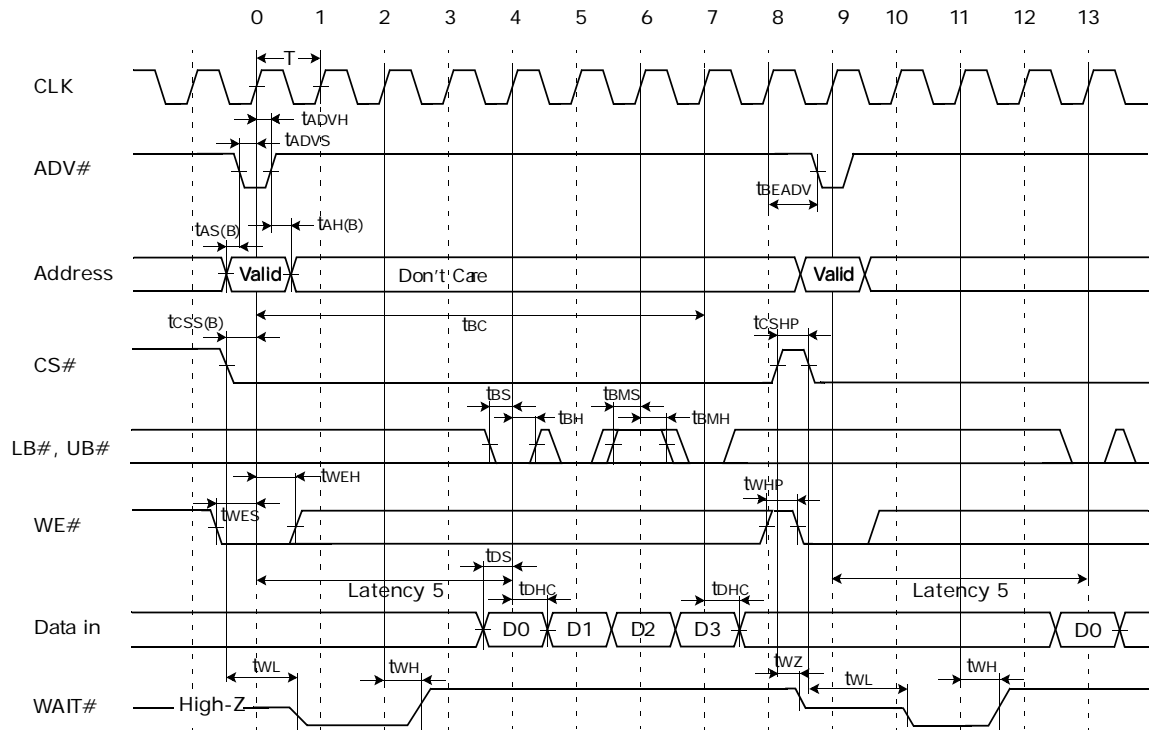 0 1 2 3 4 5 6 7 8 9 10 11 12 13
T
CLK
tADVH
tADVS
ADV#
tBEADV
tAS(B) tAH(B)
Address Valid Don't Care Valid
tCSS(B) tBC tCSHP
CS#
tBS tBH tBMS tBMH
LB#, UB#
tWEH tWHP
tWES
WE#
tDS
Latency 5 tDHC tDHC Latency 5
Data in D0 D1 D2 D3 D0
tWL tWH tWZ tWL tWH
WAIT# High-Z